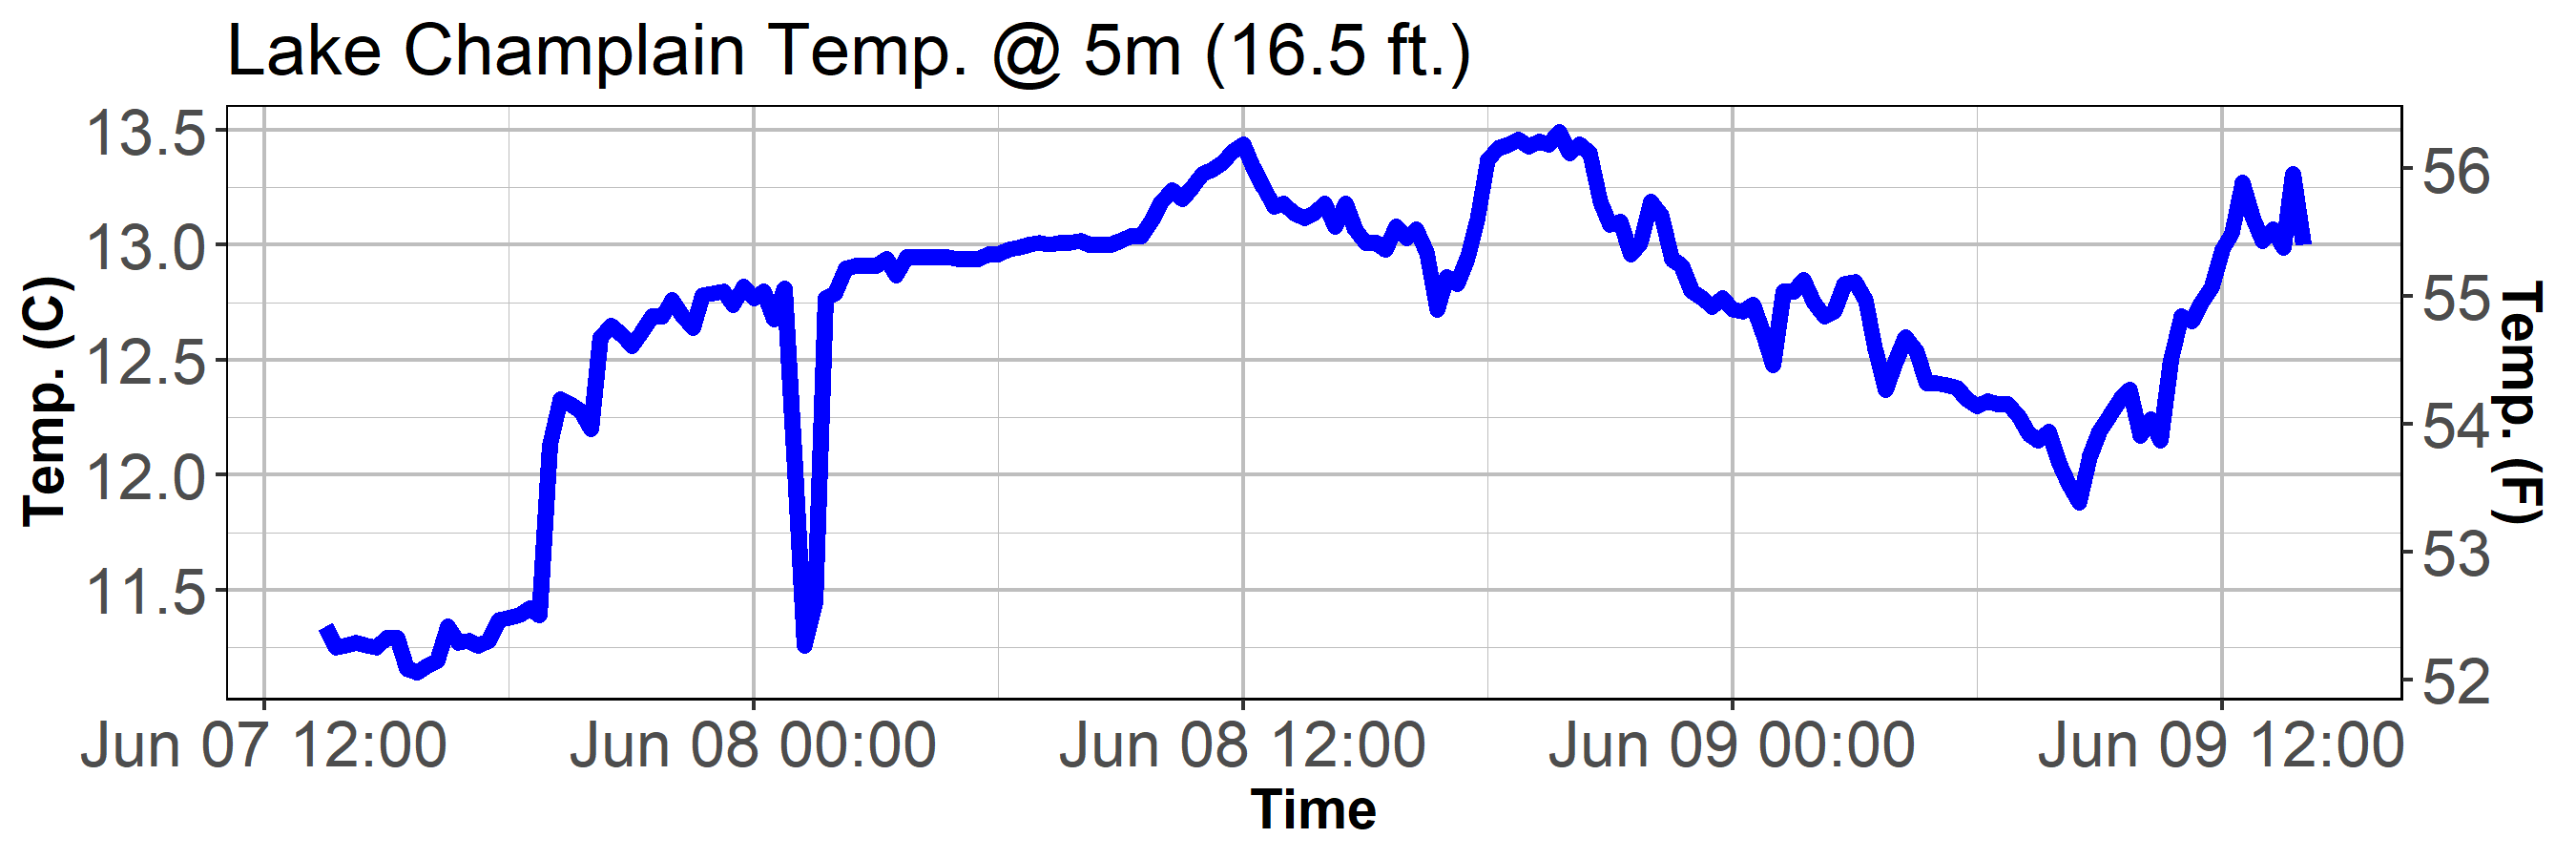 Lake Champlain Temp. @ 5m (16.5 ft.)
Temp. (C)
13.5
13.0
12.5
12.0
11.5
56
55
54
53
52
Temp. (F)
Jun 07 12:00 Jun 08 00:00 Jun 08 12:00 Jun 09 00:00 Jun 09 12:00
Time